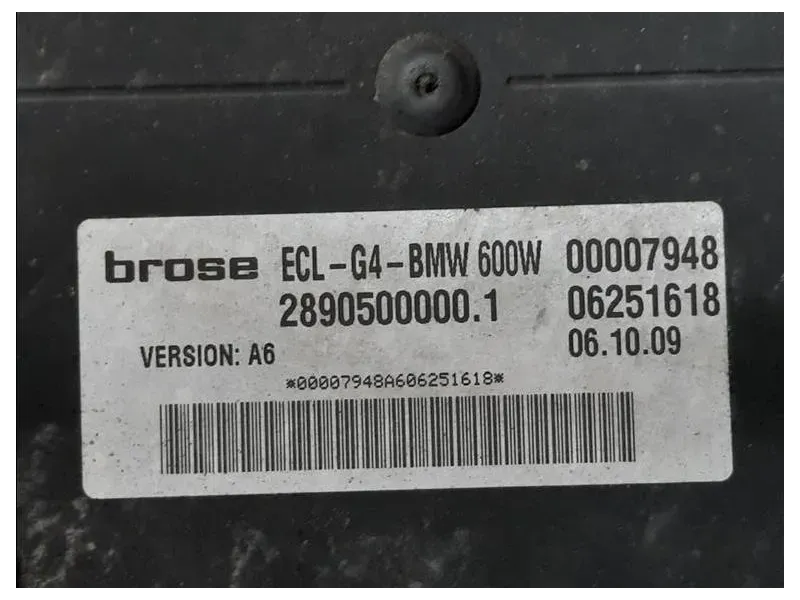 brose ECL-G4-BMW 600W 00007948
2890500000.1 06251618
VERSION: A6 06.10.09
*00007948A606251618*